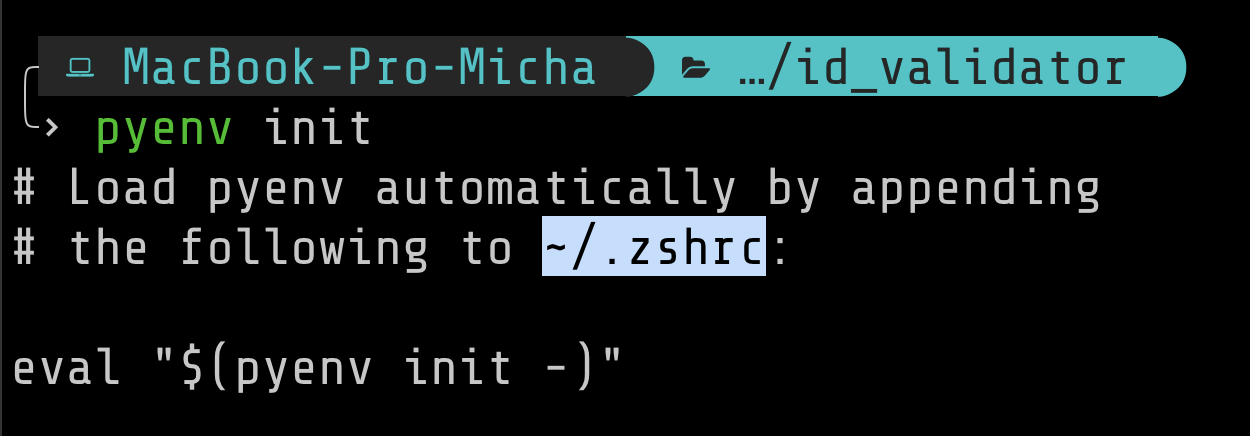 MacBook-Pro-Micha …/id_validator
> pyenv init
# Load pyenv automatically by appending
# the following to ~/.zshrc:
eval "$(pyenv init -)"